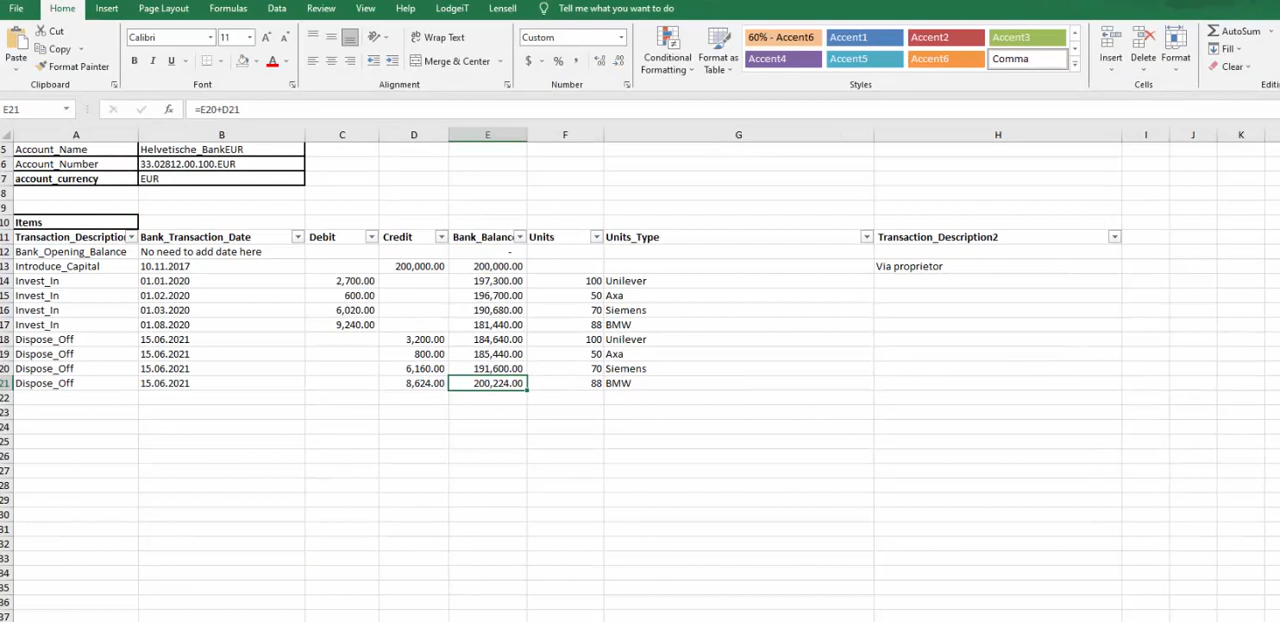 File Home Insert Page Layout Formulas Data Review View Help LodgeiT Lensell Tell me what you want to do
Cut
Copy
Format Painter
Paste
Clipboard
Calibri 11
B I U
Font
Wrap Text
Merge & Center
Alignment
Custom
$ % ,
Number
Conditional Formatting
Format as Table
60% - Accent6 Accent1 Accent2 Accent3
Accent4 Accent5 Accent6 Comma
Styles
Insert Delete Format
Cells
AutoSum
Fill
Clear
Editi
E21 fx =E20+D21
A B C D E F G H I J K
5 Account_Name Helvetische_BankEUR
6 Account_Number 33.02812.00.100.EUR
7 account_currency EUR
8
9
10 Items
11 Transaction_Description Bank_Transaction_Date Debit Credit Bank_Balanc Units Units_Type Transaction_Description2
12 Bank_Opening_Balance No need to add date here -
13 Introduce_Capital 10.11.2017 200,000.00 200,000.00 Via proprietor
14 Invest_In 01.01.2020 2,700.00 197,300.00 100 Unilever
15 Invest_In 01.02.2020 600.00 196,700.00 50 Axa
16 Invest_In 01.03.2020 6,020.00 190,680.00 70 Siemens
17 Invest_In 01.08.2020 9,240.00 181,440.00 88 BMW
18 Dispose_Off 15.06.2021 3,200.00 184,640.00 100 Unilever
19 Dispose_Off 15.06.2021 800.00 185,440.00 50 Axa
20 Dispose_Off 15.06.2021 6,160.00 191,600.00 70 Siemens
21 Dispose_Off 15.06.2021 8,624.00 200,224.00 88 BMW
22
23
24
25
26
27
28
29
30
31
32
33
34
35
36
37